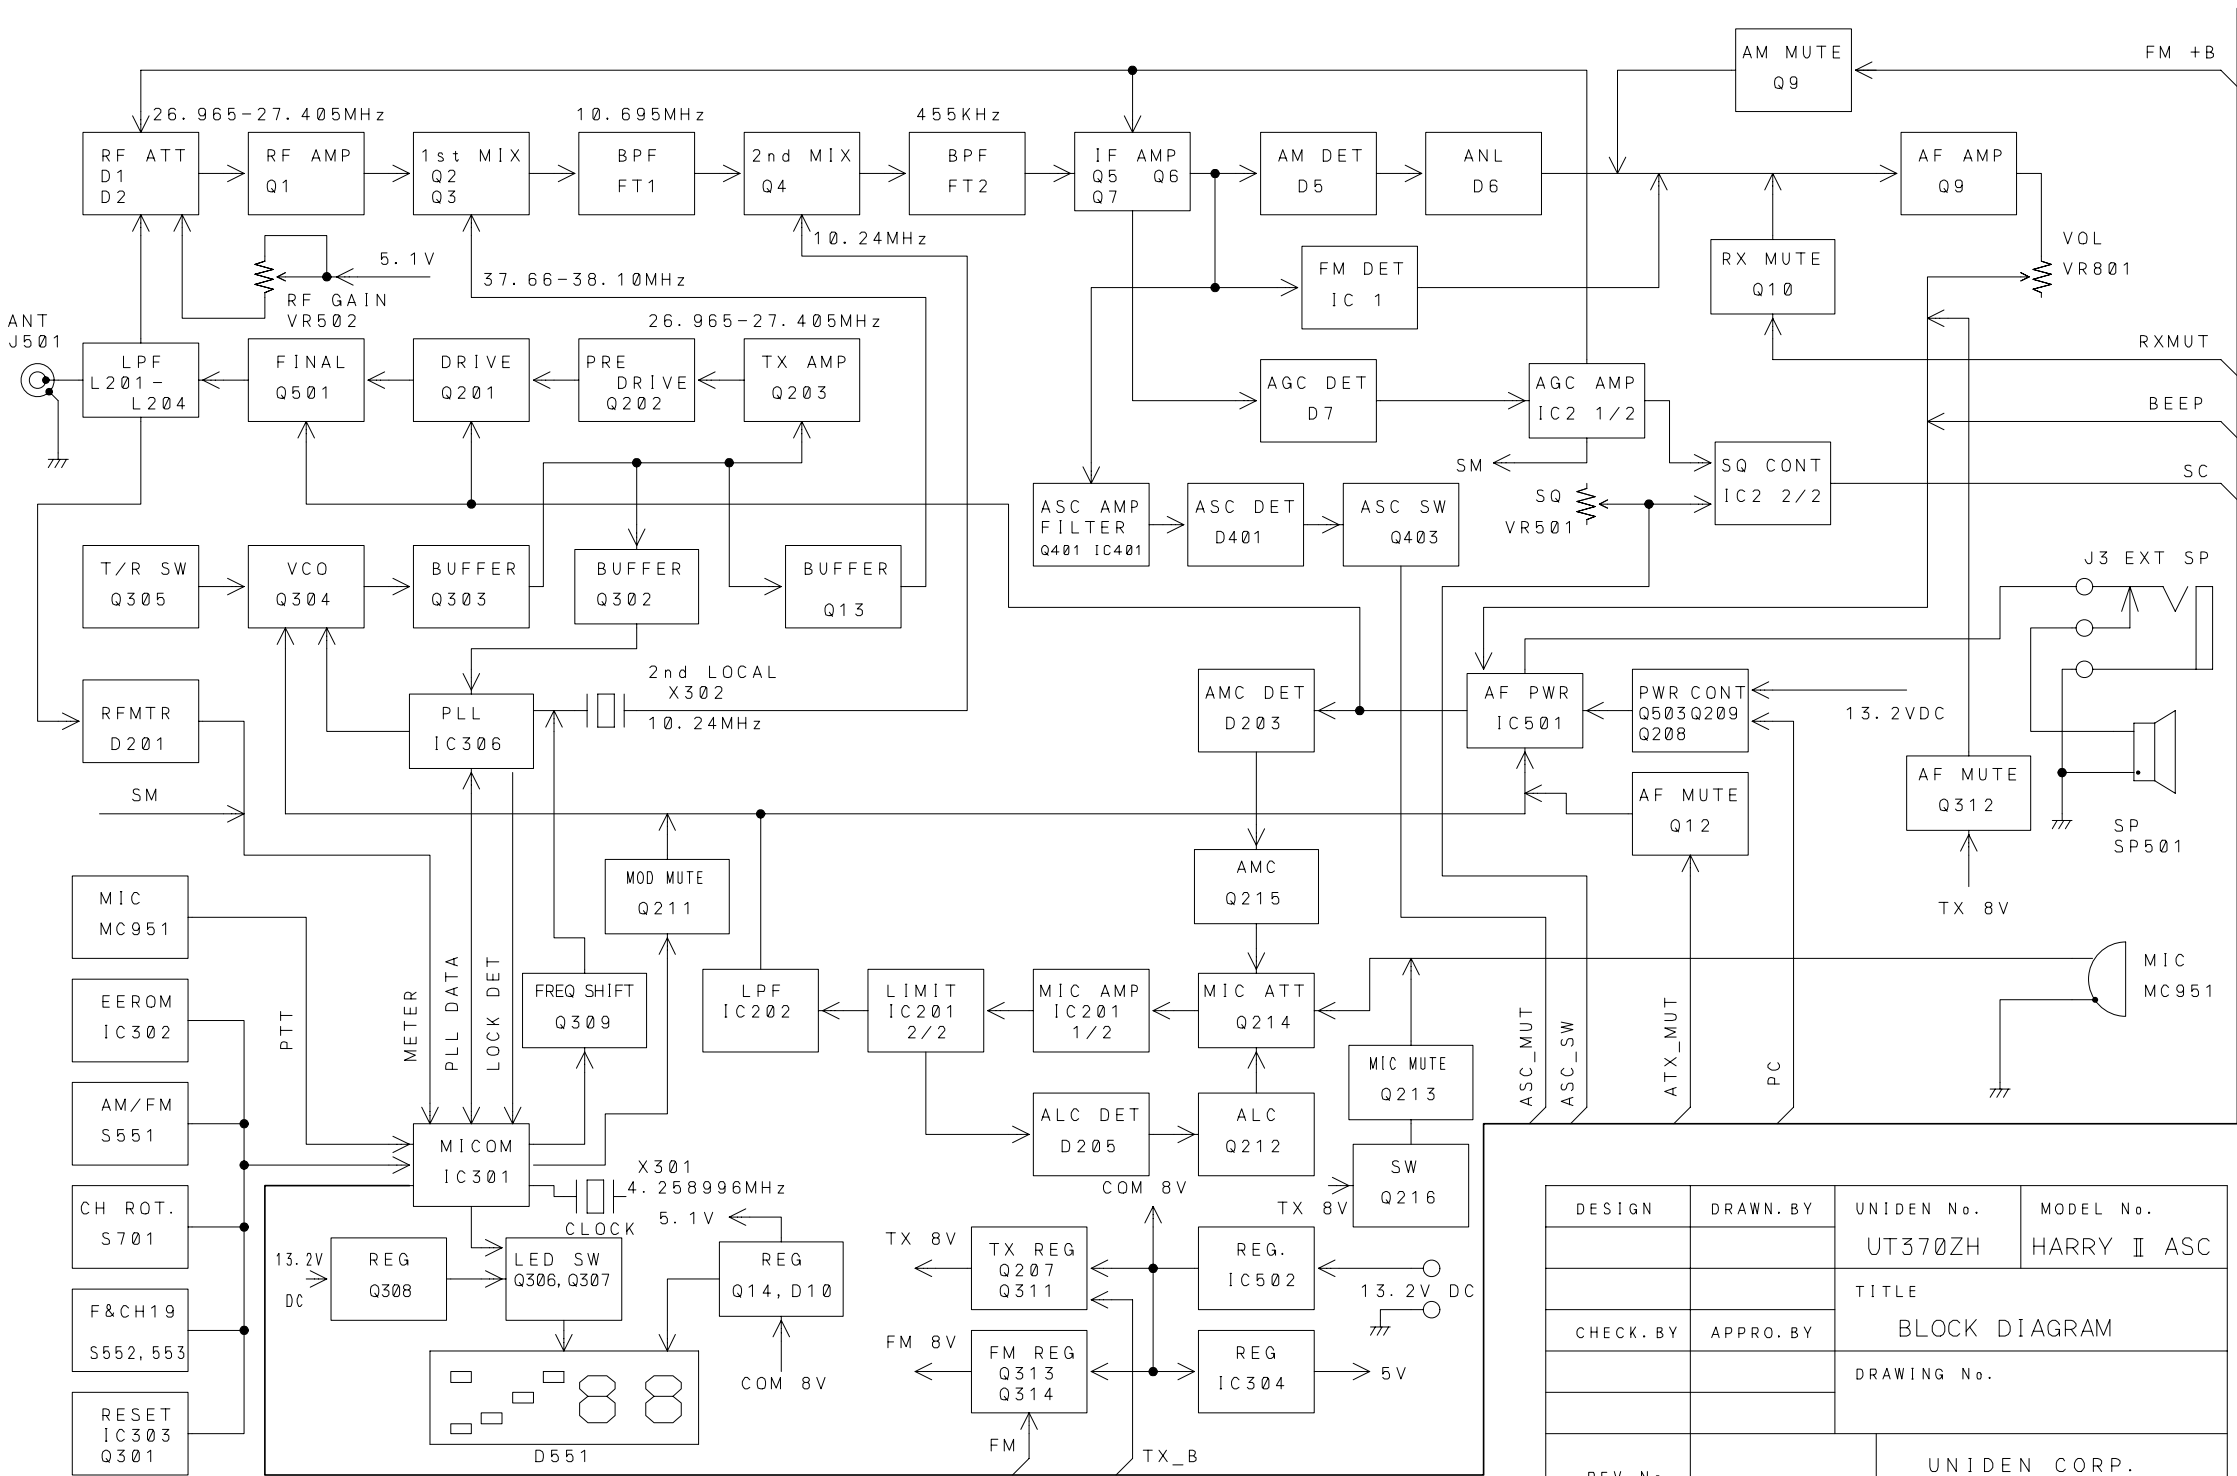 AM MUTE
Q9
FM +B
26.965-27.405MHz
10.695MHz
455KHz
RF ATT
D1
D2
RF AMP
Q1
1st MIX
Q2
Q3
BPF
FT1
2nd MIX
Q4
BPF
FT2
IF AMP
Q5 Q6
Q7
AM DET
D5
ANL
D6
AF AMP
Q9
10.24MHz
5.1V
37.66-38.10MHz
RF GAIN
VR502
FM DET
IC 1
RX MUTE
Q10
VOL
VR801
ANT
J501
26.965-27.405MHz
LPF
L201-
L204
FINAL
Q501
DRIVE
Q201
PRE
DRIVE
Q202
TX AMP
Q203
AGC DET
D7
AGC AMP
IC2 1/2
RXMUT
BEEP
SM
SQ CONT
IC2 2/2
SC
ASC AMP
FILTER
Q401 IC401
ASC DET
D401
ASC SW
Q403
SQ
VR501
T/R SW
Q305
VCO
Q304
BUFFER
Q303
BUFFER
Q302
BUFFER
Q13
J3 EXT SP
RFMTR
D201
PLL
IC306
2nd LOCAL
X302
10.24MHz
AMC DET
D203
AF PWR
IC501
PWR CONT
Q503 Q209
Q208
13.2VDC
SM
AF MUTE
Q12
AF MUTE
Q312
SP
SP501
TX 8V
MIC
MC951
MOD MUTE
Q211
AMC
Q215
EEROM
IC302
PTT
METER
PLL DATA
LOCK DET
FREQ SHIFT
Q309
LPF
IC202
LIMIT
IC201
2/2
MIC AMP
IC201
1/2
MIC ATT
Q214
MIC
MC951
ASC_MUT
ASC_SW
ATX_MUT
PC
AM/FM
S551
MICOM
IC301
ALC DET
D205
ALC
Q212
MIC MUTE
Q213
CH ROT.
S701
X301
4.258996MHz
CLOCK
5.1V
COM 8V
TX 8V
SW
Q216
13.2V
DC
REG
Q308
LED SW
Q306,Q307
REG
Q14,D10
TX 8V
TX REG
Q207
Q311
REG.
IC502
13.2V DC
F&CH19
S552,553
FM 8V
FM REG
Q313
Q314
REG
IC304
5V
COM 8V
RESET
IC303
Q301
D551
FM
TX_B
DESIGN
DRAWN.BY
UNIDEN No.
UT370ZH
MODEL No.
HARRY II ASC
TITLE
BLOCK DIAGRAM
CHECK.BY
APPRO.BY
DRAWING No.
REV No.
UNIDEN CORP.